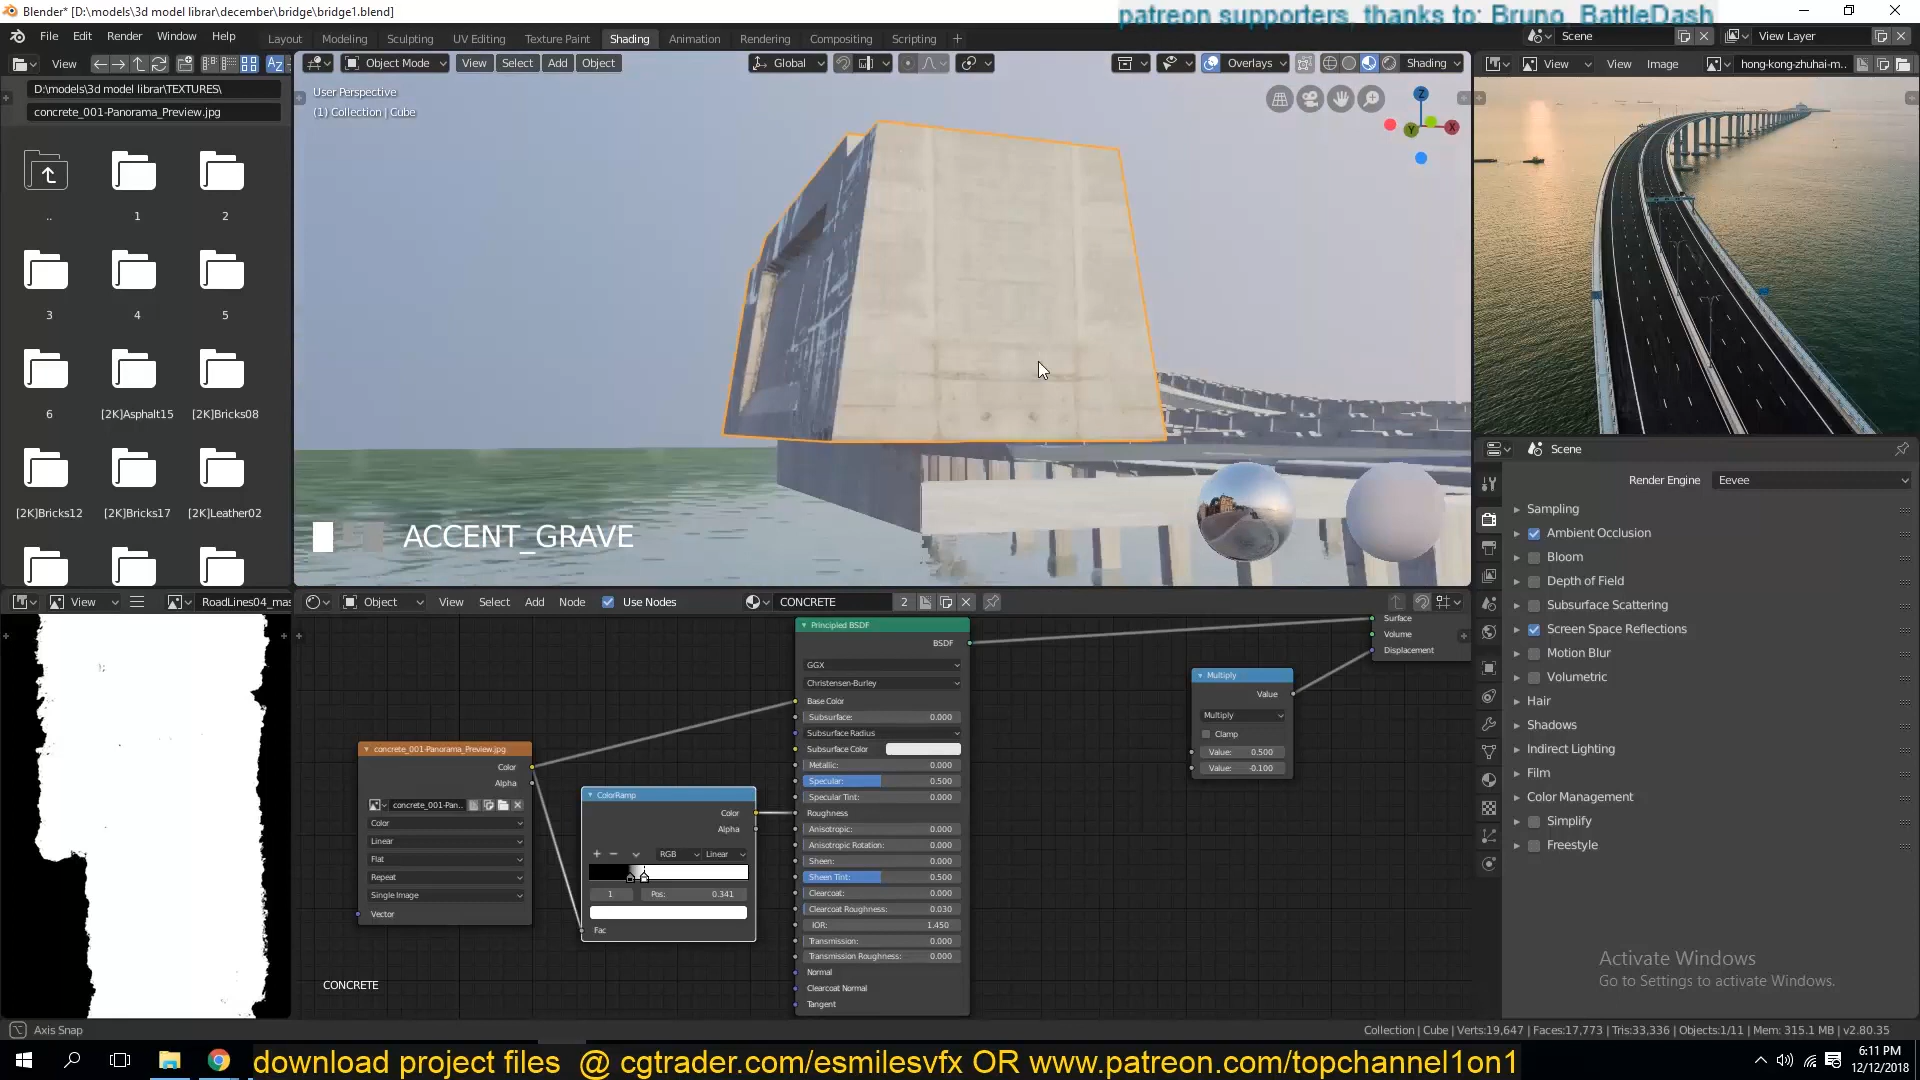 Blender* [D:\models\3d model librar\december\bridge\bridge1.blend]
patreon supporters, thanks to: Bruno, BattleDash
File Edit Render Window Help
Layout Modeling Sculpting UV Editing Texture Paint Shading Animation Rendering Compositing Scripting +
Scene
View Layer
View
Object Mode View Select Add Object
Global
Overlays Shading
View View Image hong-kong-zhuhai-m..
D:\models\3d model librar\TEXTURES\
concrete_001-Panorama_Preview.jpg
User Perspective
(1) Collection | Cube
Z
Y
X
..
1
2
3
4
5
6
[2K]Asphalt15
[2K]Bricks08
[2K]Bricks12
[2K]Bricks17
[2K]Leather02
ACCENT_GRAVE
Scene
Render Engine Eevee
Sampling
Ambient Occlusion
Bloom
Depth of Field
Subsurface Scattering
Screen Space Reflections
Motion Blur
Volumetric
Hair
Shadows
Indirect Lighting
Film
Color Management
Simplify
Freestyle
View
RoadLines04_mas
Object View Select Add Node Use Nodes
CONCRETE 2
Principled BSDF
BSDF
GGX
Christensen-Burley
Base Color
Subsurface: 0.000
Subsurface Radius
Subsurface Color
Metallic: 0.000
Specular: 0.500
Specular Tint: 0.000
Roughness
Anisotropic: 0.000
Anisotropic Rotation: 0.000
Sheen: 0.000
Sheen Tint: 0.500
Clearcoat: 0.000
Clearcoat Roughness: 0.030
IOR: 1.450
Transmission: 0.000
Transmission Roughness: 0.000
Normal
Clearcoat Normal
Tangent
Surface
Volume
Displacement
Multiply
Value
Multiply
Clamp
Value: 0.500
Value: -0.100
concrete_001-Panorama_Preview.jpg
Color
Alpha
concrete_001-Pan..
Color
Linear
Flat
Repeat
Single Image
Vector
ColorRamp
Color
Alpha
RGB Linear
1 Pos: 0.341
Fac
CONCRETE
Activate Windows
Go to Settings to activate Windows.
Axis Snap
Collection | Cube | Verts:19,647 | Faces:17,773 | Tris:33,336 | Objects:1/11 | Mem: 315.1 MB | v2.80.35
download project files @ cgtrader.com/esmilesvfx OR www.patreon.com/topchannel1on1
6:11 PM
12/12/2018